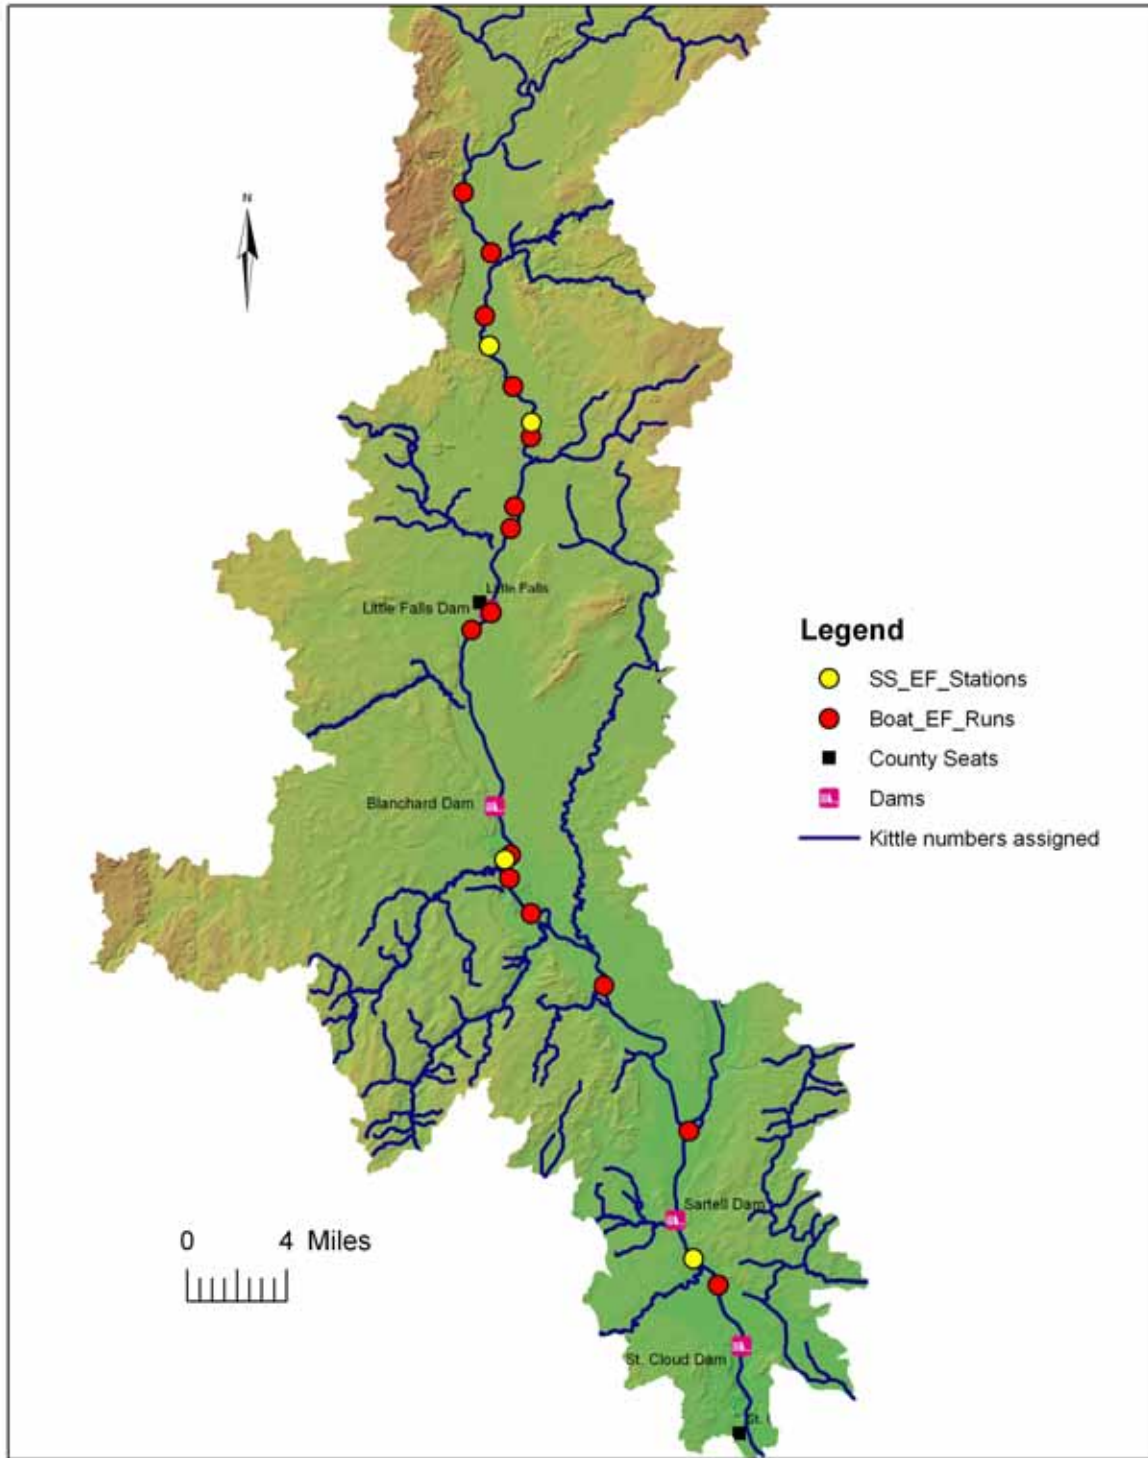 N
Little Falls
Little Falls Dam
Legend
SS_EF_Stations
Boat_EF_Runs
County Seats
Dams
Kittle numbers assigned
Blanchard Dam
Sartell Dam
0 4 Miles
St. Cloud Dam
St.